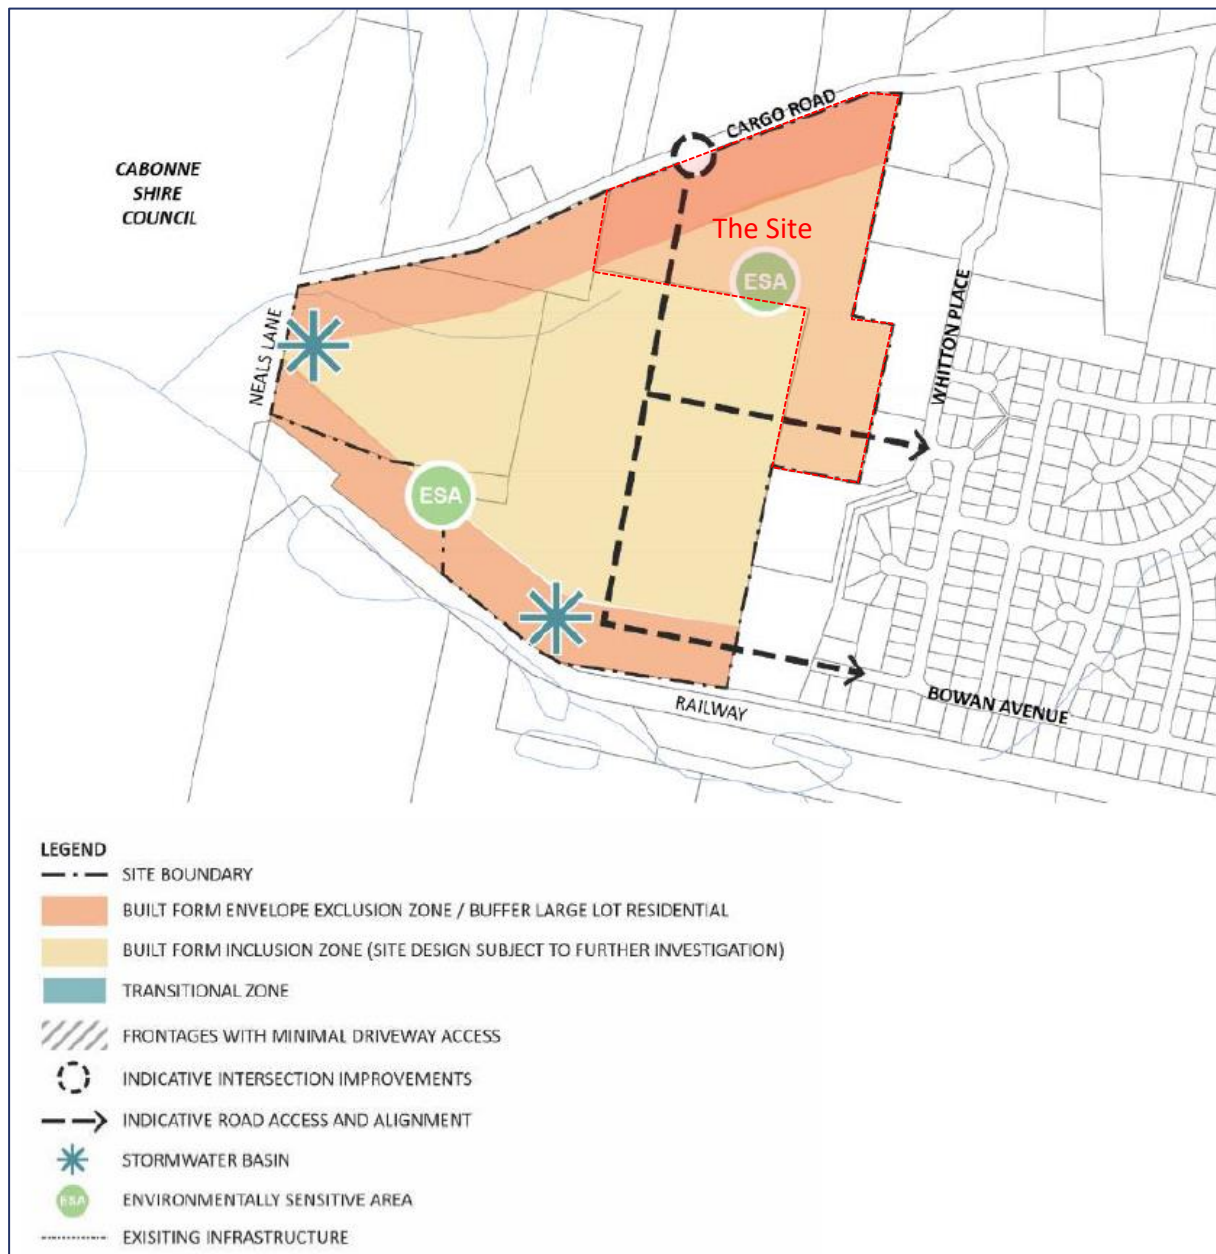 CARGO ROAD
CABONNE
SHIRE
COUNCIL
The Site
ESA
NEALS LANE
WHITTON PLACE
ESA
RAILWAY
BOWAN AVENUE
LEGEND
SITE BOUNDARY
BUILT FORM ENVELOPE EXCLUSION ZONE / BUFFER LARGE LOT RESIDENTIAL
BUILT FORM INCLUSION ZONE (SITE DESIGN SUBJECT TO FURTHER INVESTIGATION)
TRANSITIONAL ZONE
FRONTAGES WITH MINIMAL DRIVEWAY ACCESS
INDICATIVE INTERSECTION IMPROVEMENTS
INDICATIVE ROAD ACCESS AND ALIGNMENT
STORMWATER BASIN
ESA ENVIRONMENTALLY SENSITIVE AREA
EXISITING INFRASTRUCTURE